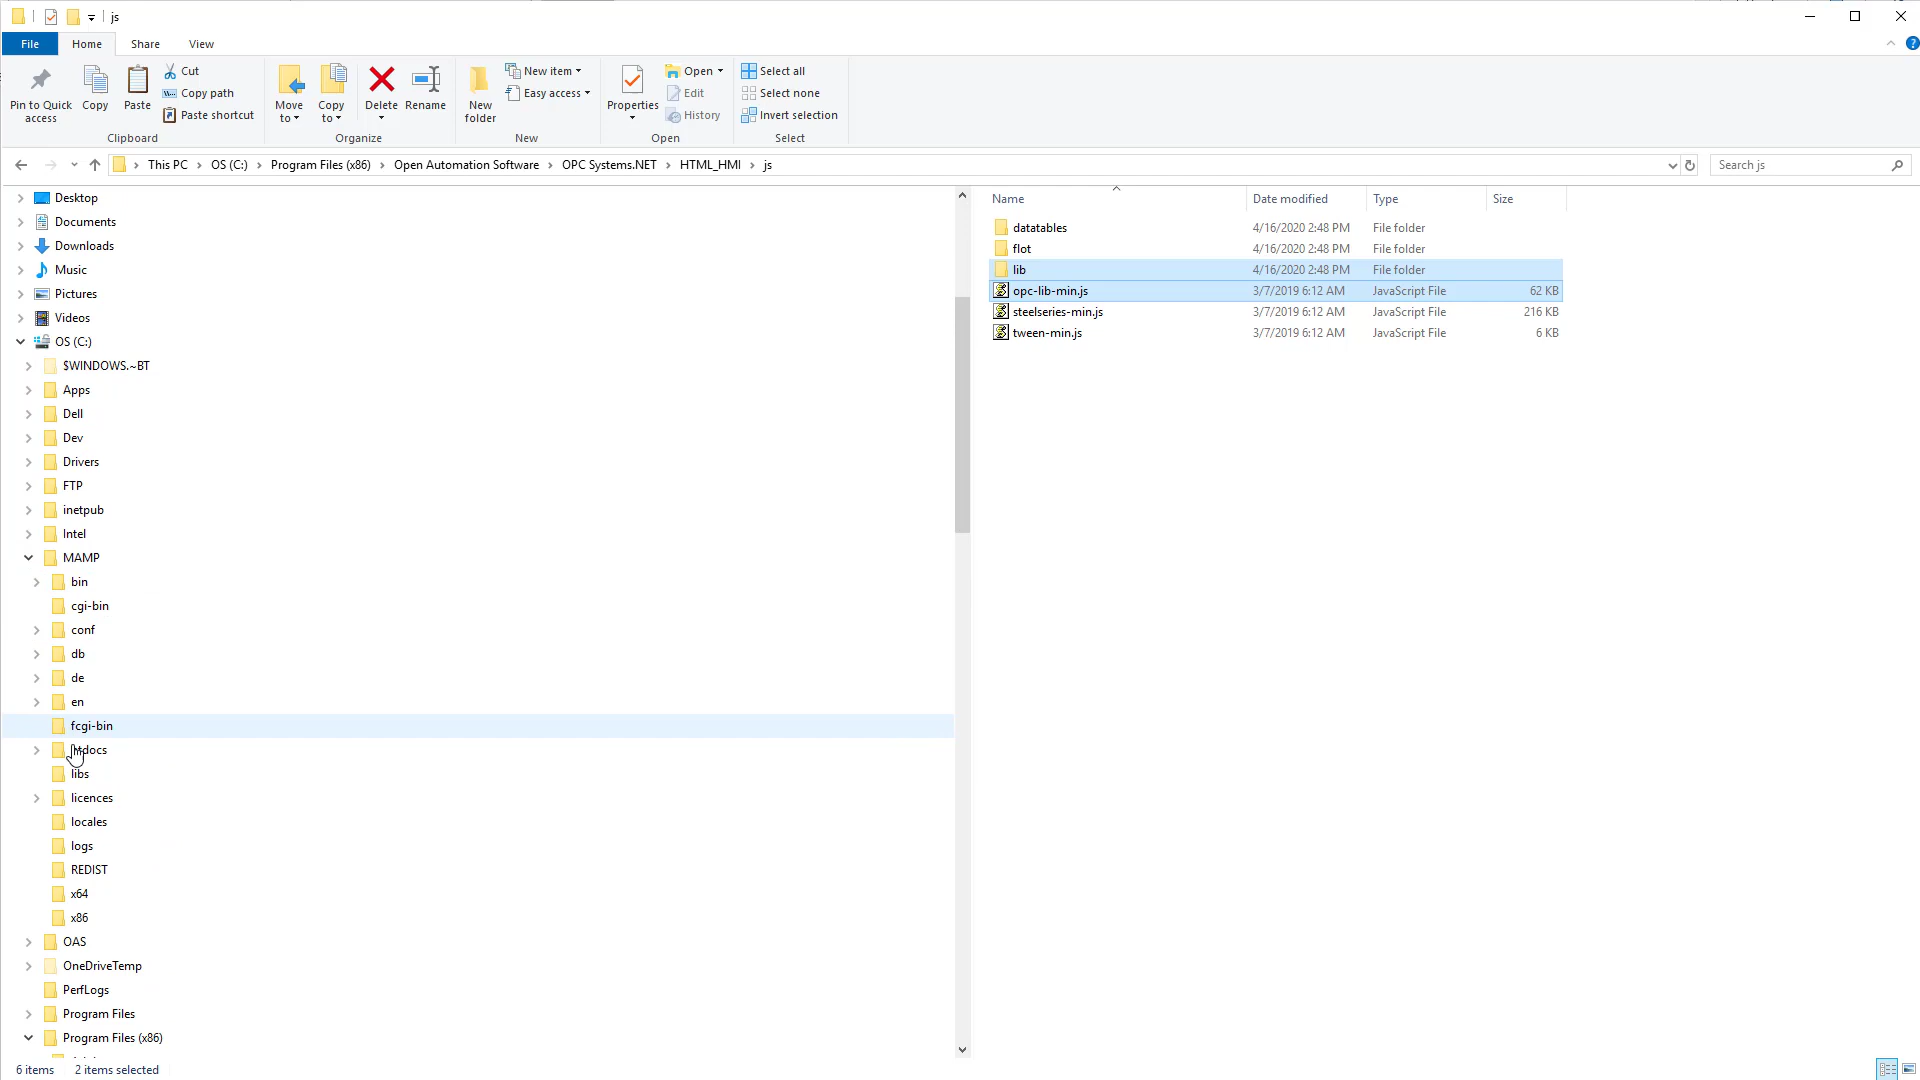 js
File Home Share View
Pin to Quick access
Copy
Paste
Cut
Copy path
Paste shortcut
Clipboard
Move to
Copy to
Delete
Rename
Organize
New folder
New item
Easy access
New
Properties
Open
Edit
History
Open
Select all
Select none
Invert selection
Select
This PC > OS (C:) > Program Files (x86) > Open Automation Software > OPC Systems.NET > HTML_HMI > js
Search js
Desktop
Documents
Downloads
Music
Pictures
Videos
OS (C:)
$WINDOWS.~BT
Apps
Dell
Dev
Drivers
FTP
inetpub
Intel
MAMP
bin
cgi-bin
conf
db
de
en
fcgi-bin
htdocs
libs
licences
locales
logs
REDIST
x64
x86
OAS
OneDriveTemp
PerfLogs
Program Files
Program Files (x86)
Name Date modified Type Size
datatables 4/16/2020 2:48 PM File folder
flot 4/16/2020 2:48 PM File folder
lib 4/16/2020 2:48 PM File folder
opc-lib-min.js 3/7/2019 6:12 AM JavaScript File 62 KB
steelseries-min.js 3/7/2019 6:12 AM JavaScript File 216 KB
tween-min.js 3/7/2019 6:12 AM JavaScript File 6 KB
6 items 2 items selected